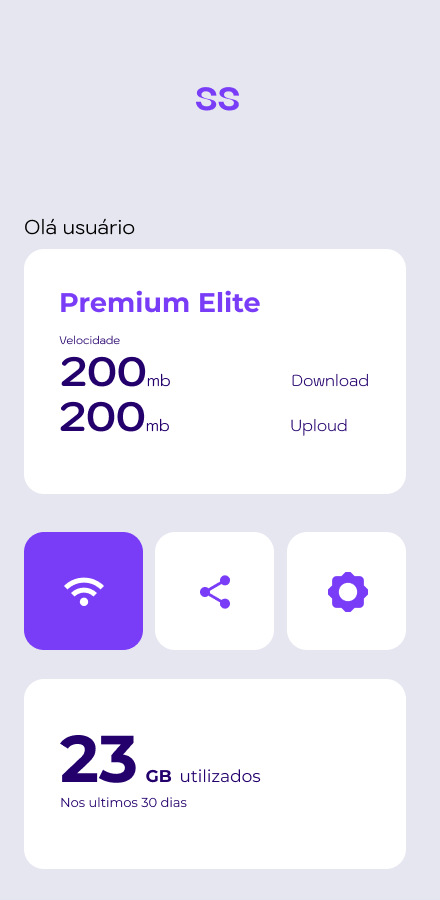 ss
Olá usuário
Premium Elite
Velocidade
200mb Download
200mb Uploud
23 GB utilizados
Nos ultimos 30 dias